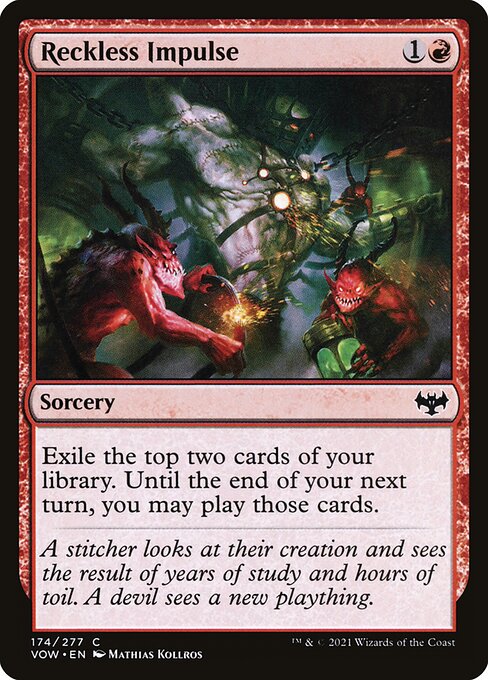 Reckless Impulse 1
Sorcery
Exile the top two cards of your
library. Until the end of your next
turn, you may play those cards.
A stitcher looks at their creation and sees
the result of years of study and hours of
toil. A devil sees a new plaything.
174/277 C
VOW • EN Mathias Kollros
™ & © 2021 Wizards of the Coast